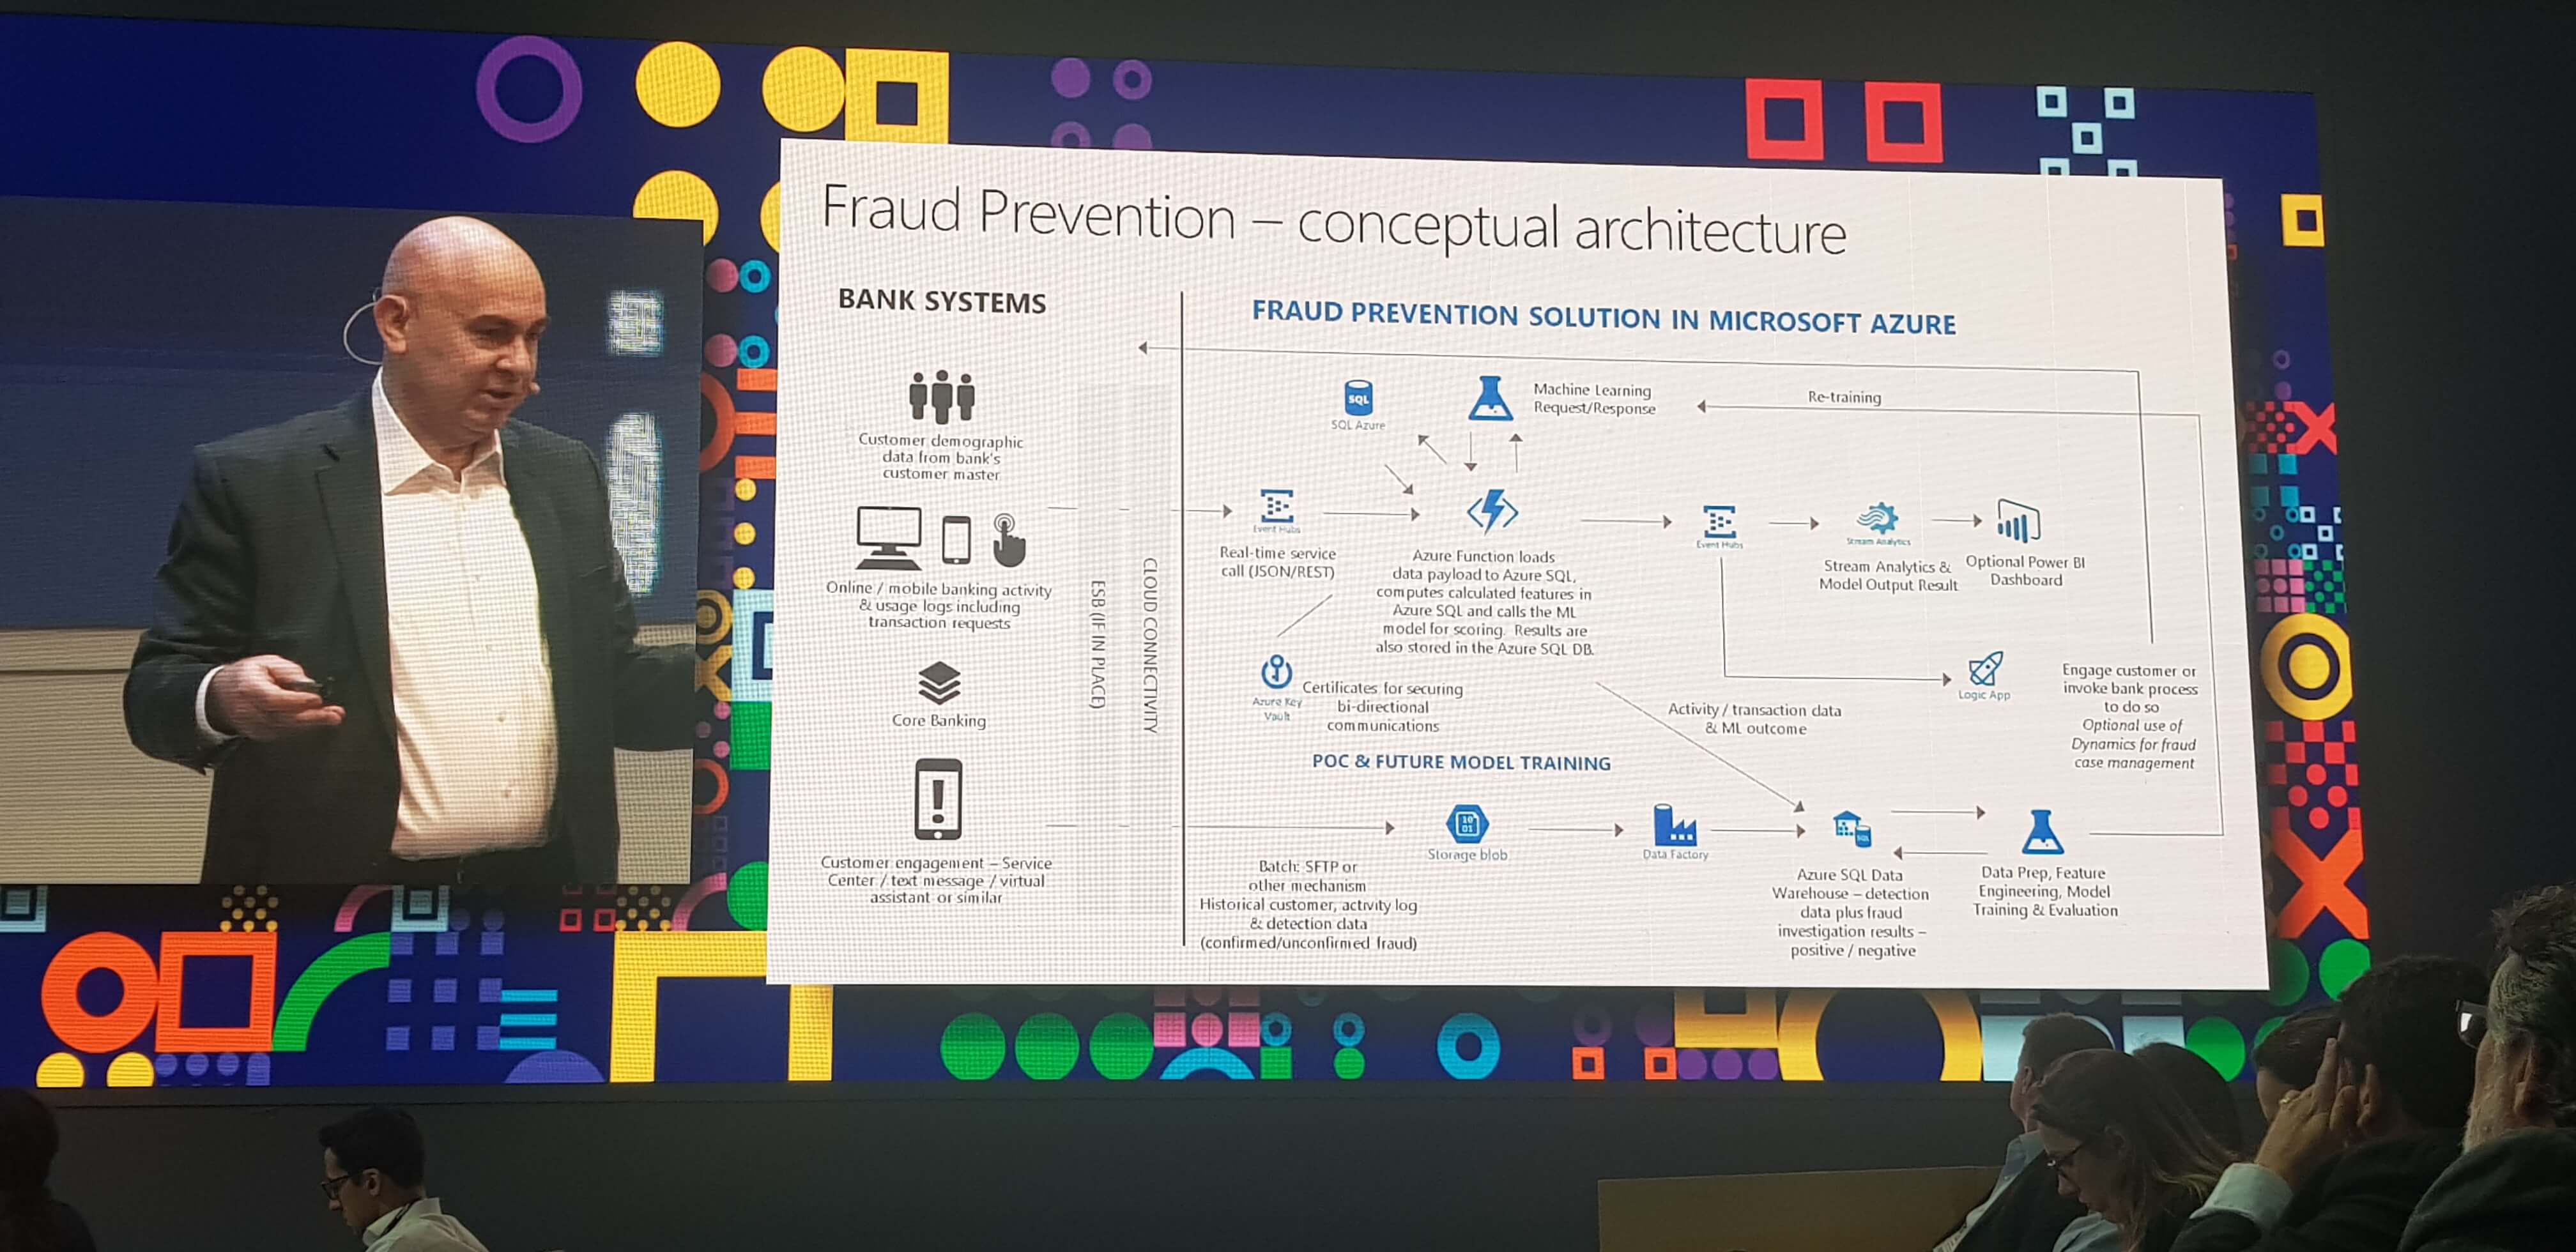 Fraud Prevention – conceptual architecture
BANK SYSTEMS
Customer demographic
data from bank's
customer master
Online / mobile banking activity
& usage logs including
transaction requests
Core Banking
Customer engagement – Service
Center / text message / virtual
assistant or similar
ESB (IF IN PLACE)
CLOUD CONNECTIVITY
FRAUD PREVENTION SOLUTION IN MICROSOFT AZURE
SQL
SQL Azure
Machine Learning
Request/Response
Re-training
Event Hubs
Real-time service
call (JSON/REST)
Azure Function loads
data payload to Azure SQL,
computes calculated features in
Azure SQL and calls the ML
model for scoring. Results are
also stored in the Azure SQL DB.
Event Hubs
Stream Analytics
Stream Analytics &
Model Output Result
Optional Power BI
Dashboard
Azure Key
Vault
Certificates for securing
bi-directional
communications
Logic App
Engage customer or
invoke bank process
to do so
Optional use of
Dynamics for fraud
case management
Activity / transaction data
& ML outcome
POC & FUTURE MODEL TRAINING
Batch: SFTP or
other mechanism
Historical customer, activity log
& detection data
(confirmed/unconfirmed fraud)
10
01
Storage blob
Data Factory
SQL
Azure SQL Data
Warehouse – detection
data plus fraud
investigation results –
positive / negative
Data Prep, Feature
Engineering, Model
Training & Evaluation